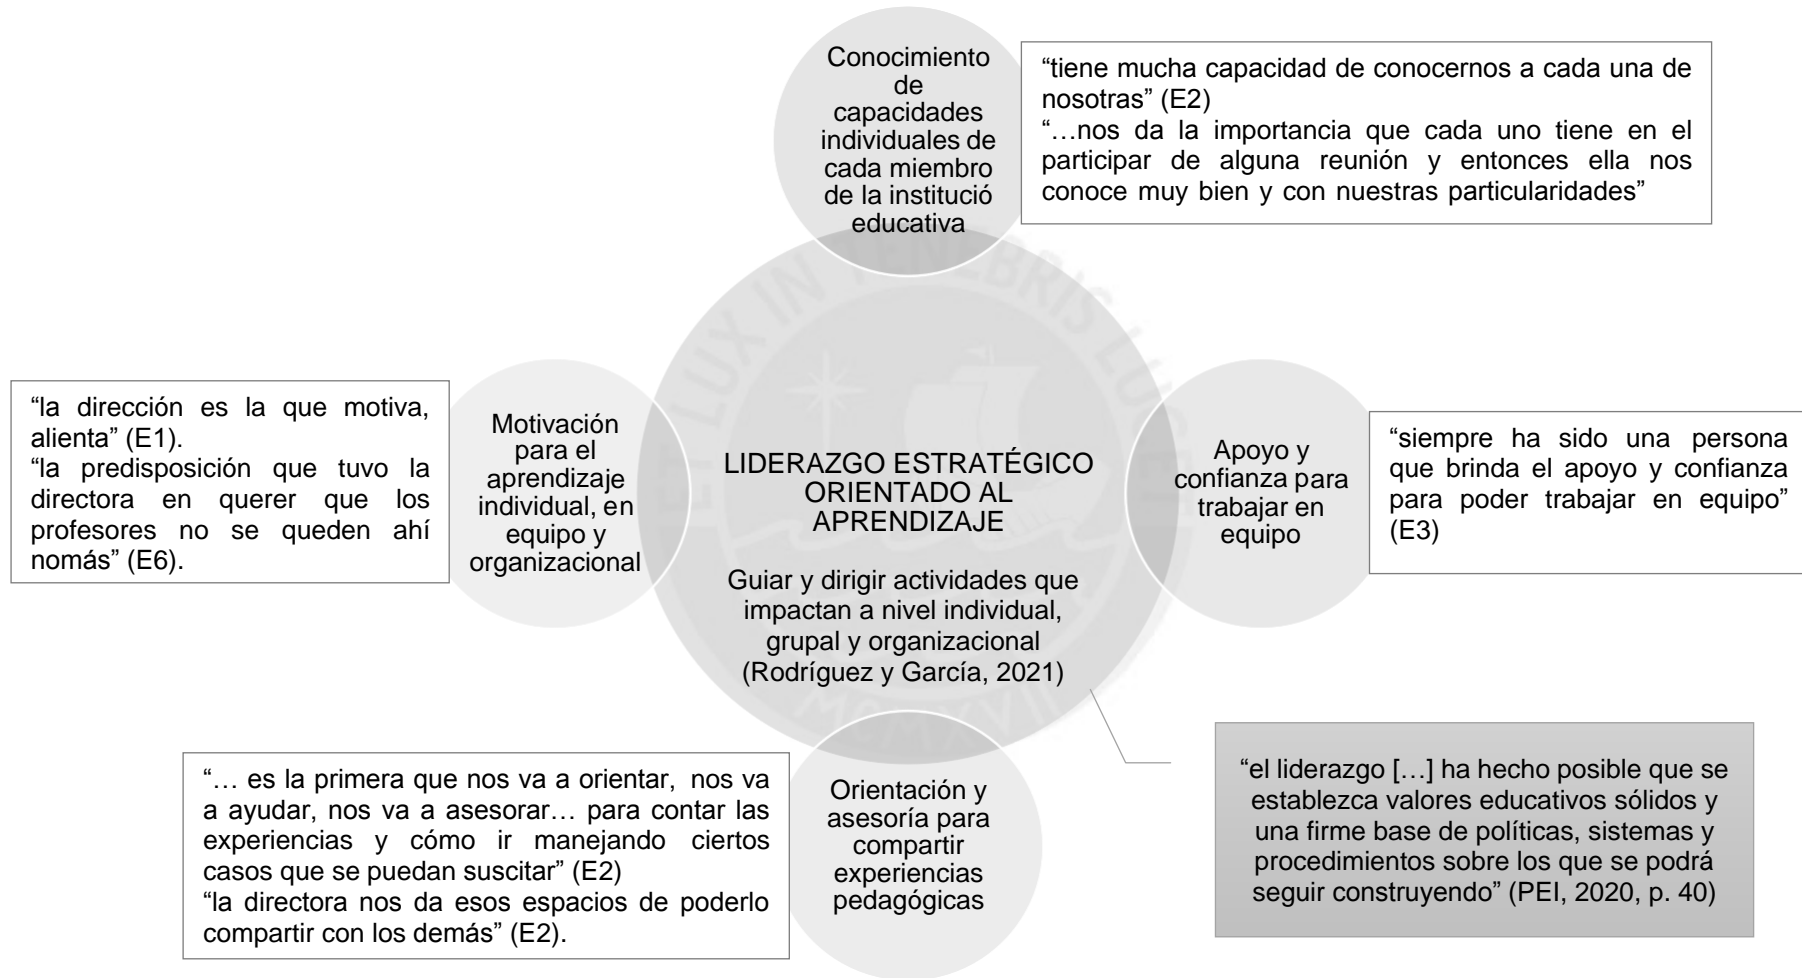 Conocimiento
de
capacidades
individuales de
cada miembro
de la institució
educativa
“tiene mucha capacidad de conocernos a cada una de
nosotras” (E2)
“…nos da la importancia que cada uno tiene en el
participar de alguna reunión y entonces ella nos
conoce muy bien y con nuestras particularidades”
“la dirección es la que motiva,
alienta” (E1).
“la predisposición que tuvo la
directora en querer que los
profesores no se queden ahí
nomás” (E6).
Motivación
para el
aprendizaje
individual, en
equipo y
organizacional
LIDERAZGO ESTRATÉGICO
ORIENTADO AL
APRENDIZAJE
Guiar y dirigir actividades que
impactan a nivel individual,
grupal y organizacional
(Rodríguez y García, 2021)
Apoyo y
confianza para
trabajar en
equipo
“siempre ha sido una persona
que brinda el apoyo y confianza
para poder trabajar en equipo”
(E3)
“… es la primera que nos va a orientar, nos va
a ayudar, nos va a asesorar… para contar las
experiencias y cómo ir manejando ciertos
casos que se puedan suscitar” (E2)
“la directora nos da esos espacios de poderlo
compartir con los demás” (E2).
Orientación y
asesoría para
compartir
experiencias
pedagógicas
“el liderazgo […] ha hecho posible que se
establezca valores educativos sólidos y
una firme base de políticas, sistemas y
procedimientos sobre los que se podrá
seguir construyendo” (PEI, 2020, p. 40)
ET LUX IN TENEBRIS LUCET
MCMXVII